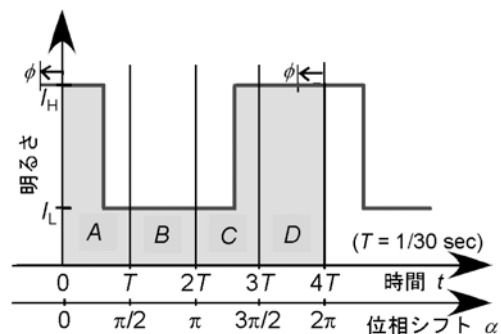 φ
φ
I_H
明るさ
I_L
A B C D
(T = 1/30 sec)
0 T 2T 3T 4T 時間 t
0 π/2 π 3π/2 2π 位相シフト α